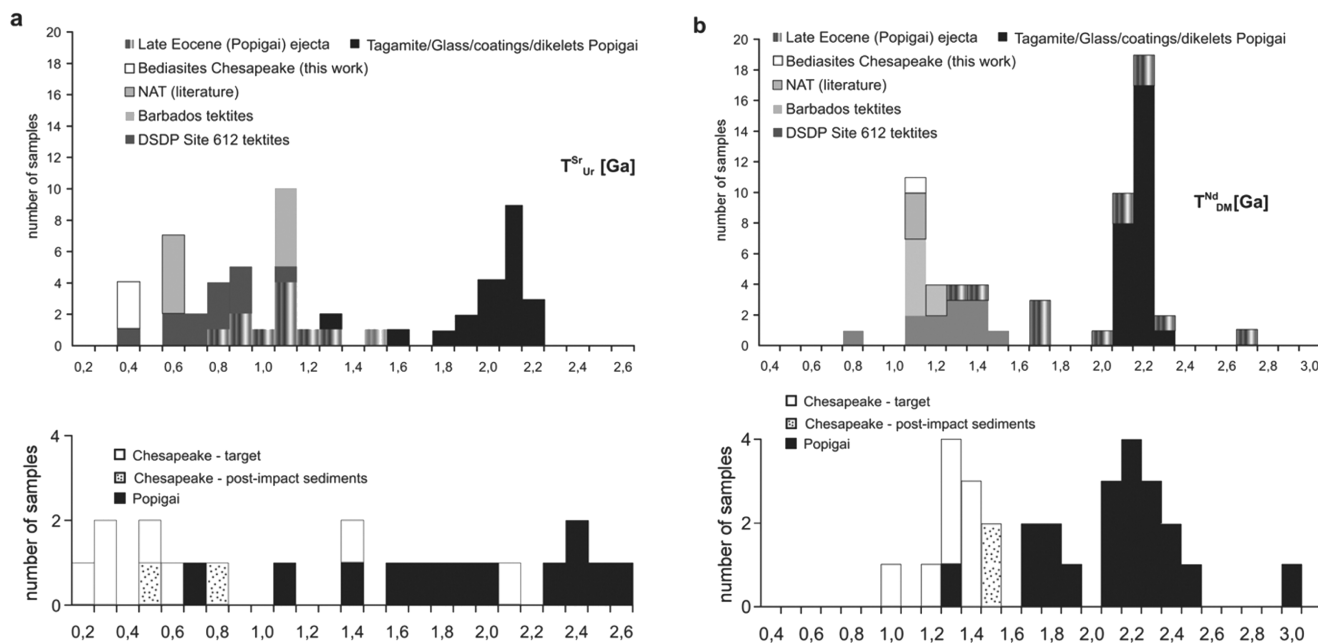 a
20
18
16
14
12
10
8
6
4
2
0
number of samples
Late Eocene (Popigai) ejecta Tagamite/Glass/coatings/dikelets Popigai
Bediasites Chesapeake (this work)
NAT (literature)
Barbados tektites
DSDP Site 612 tektites
T Sr Ur [Ga]
0,2 0,4 0,6 0,8 1,0 1,2 1,4 1,6 1,8 2,0 2,2 2,4 2,6
4
2
0
number of samples
Chesapeake - target
Chesapeake - post-impact sediments
Popigai
0,2 0,4 0,6 0,8 1,0 1,2 1,4 1,6 1,8 2,0 2,2 2,4 2,6
b
20
18
16
14
12
10
8
6
4
2
0
number of samples
Late Eocene (Popigai) ejecta Tagamite/Glass/coatings/dikelets Popigai
Bediasites Chesapeake (this work)
NAT (literature)
Barbados tektites
DSDP Site 612 tektites
T Nd DM [Ga]
0,4 0,6 0,8 1,0 1,2 1,4 1,6 1,8 2,0 2,2 2,4 2,6 2,8 3,0
Chesapeake - target
Chesapeake - post-impact sediments
Popigai
4
2
0
number of samples
0,4 0,6 0,8 1,0 1,2 1,4 1,6 1,8 2,0 2,2 2,4 2,6 2,8 3,0